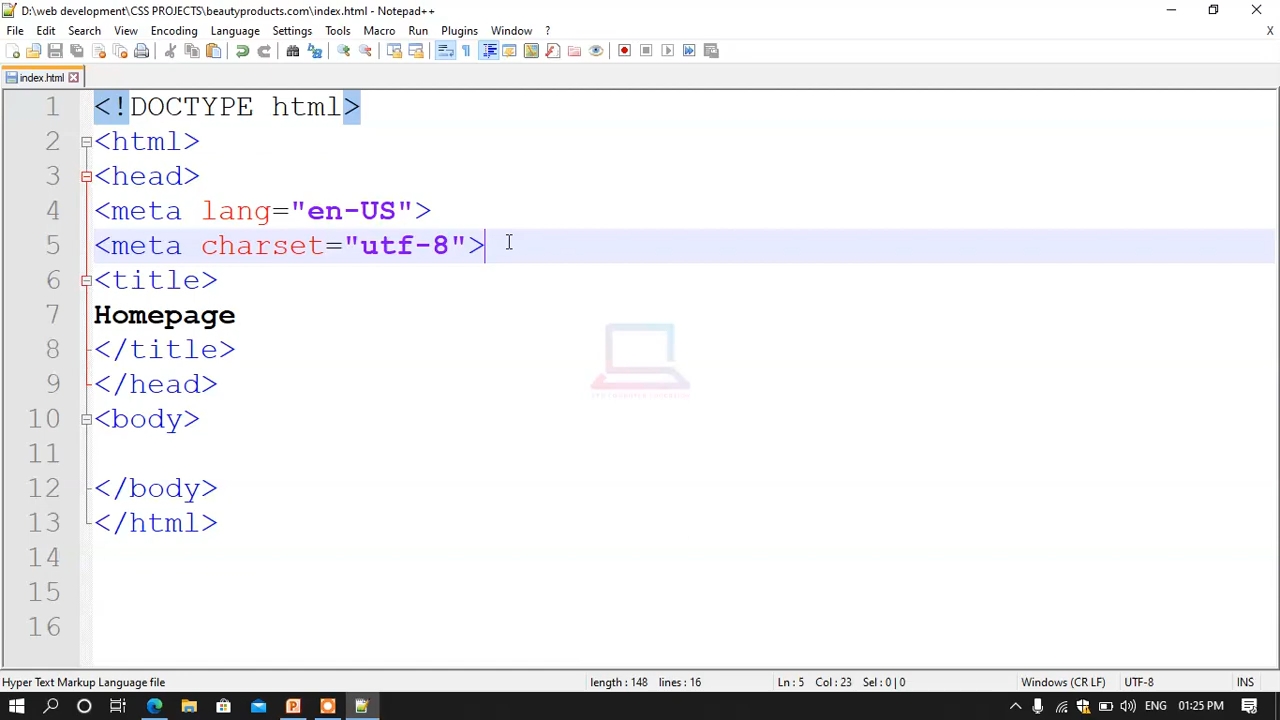 D:\web development\CSS PROJECTS\beautyproducts.com\index.html - Notepad++
File Edit Search View Encoding Language Settings Tools Macro Run Plugins Window ? X
index.html
1 <!DOCTYPE html>
2 <html>
3 <head>
4 <meta lang="en-US">
5 <meta charset="utf-8">
6 <title>
7 Homepage
8 </title>
9 </head>
10 <body>
11
12 </body>
13 </html>
14
15
16
Hyper Text Markup Language file length : 148 lines : 16 Ln : 5 Col : 23 Sel : 0 | 0 Windows (CR LF) UTF-8 INS
ENG 01:25 PM